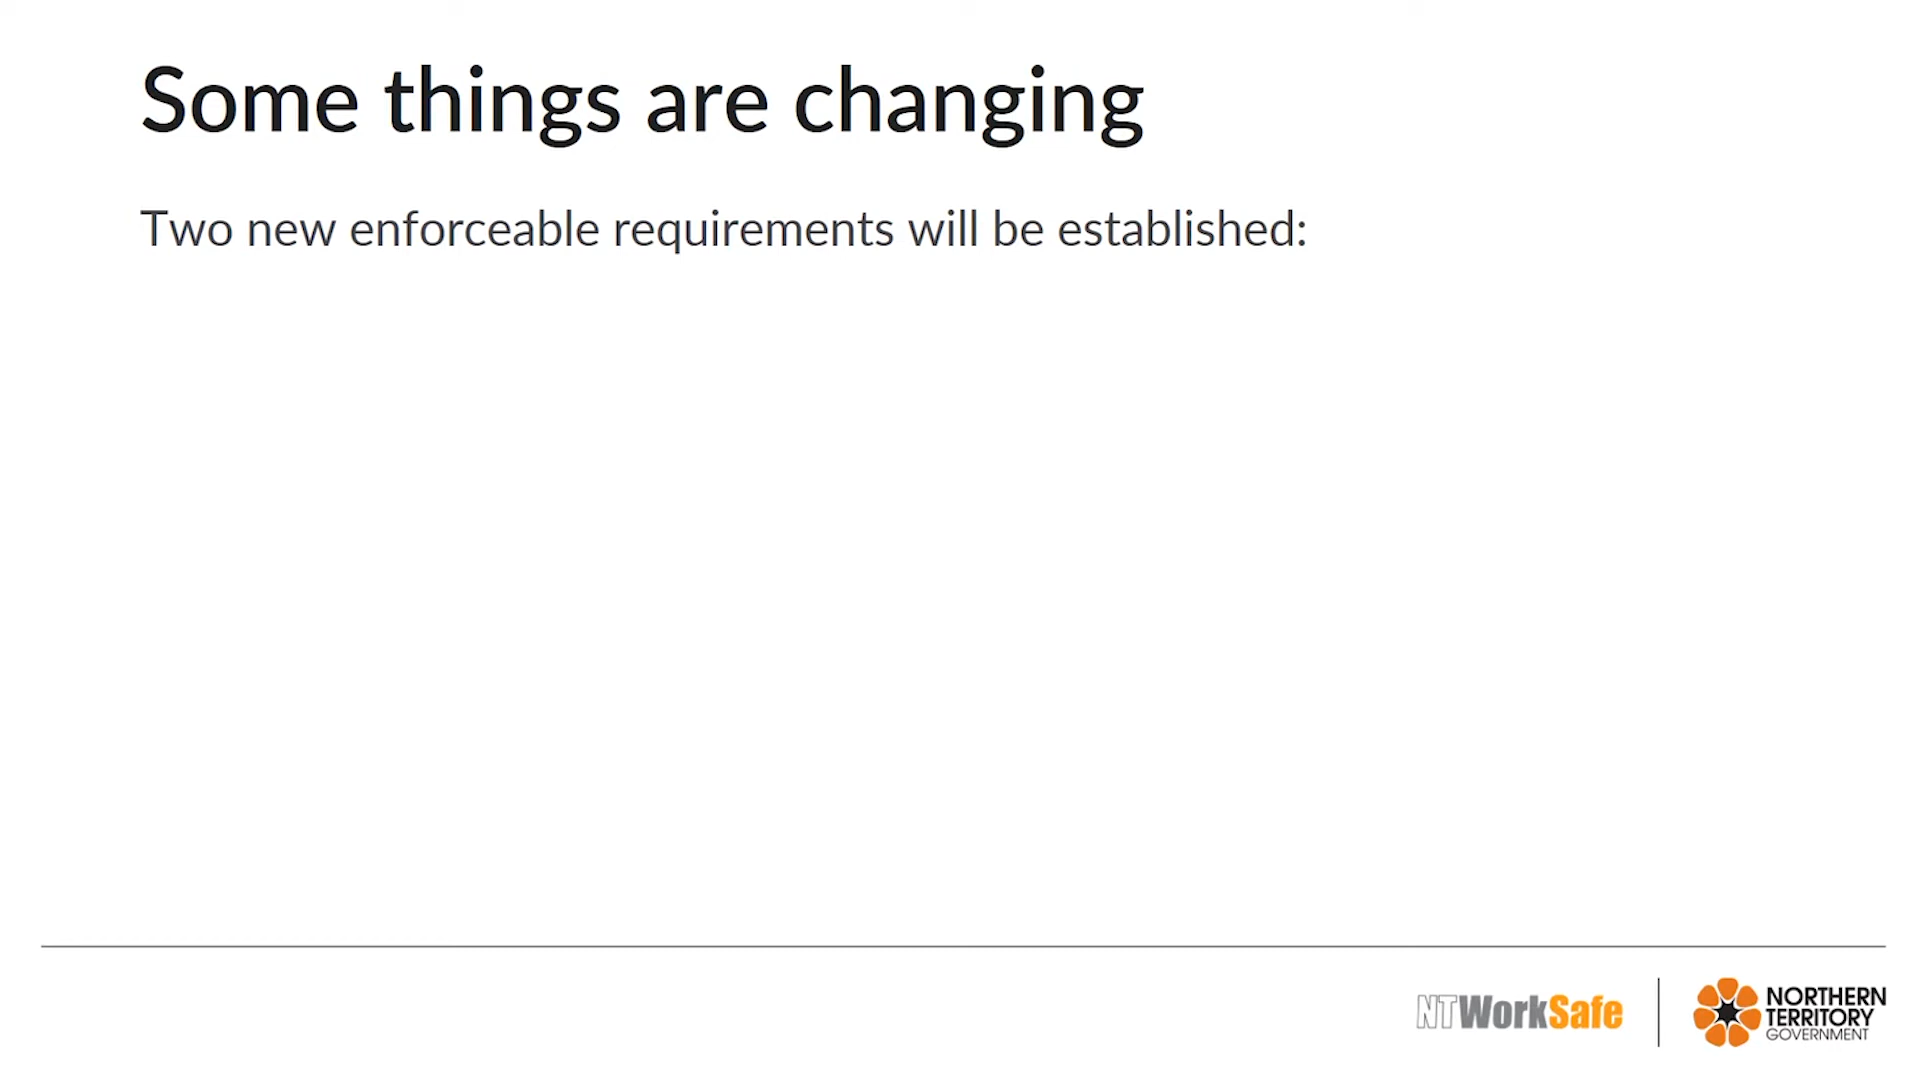 Some things are changing
Two new enforceable requirements will be established:
NTWorkSafe
NORTHERN
TERRITORY
GOVERNMENT